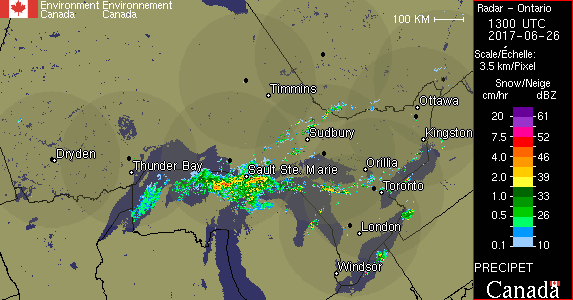 Environment Environnement
Canada Canada
100 KM
Timmins
Ottawa
Sudbury
Kingston
Dryden
Thunder Bay
Sault Ste. Marie
Orillia
Toronto
London
Windsor
Radar - Ontario
1300 UTC
2017-06-26
Scale/Échelle:
3.5 km/Pixel
Snow/Neige
cm/hr dBZ
20 61
7.5 52
4.0 46
2.0 39
1.0 33
0.5 26
0.1 10
PRECIPET
Canada